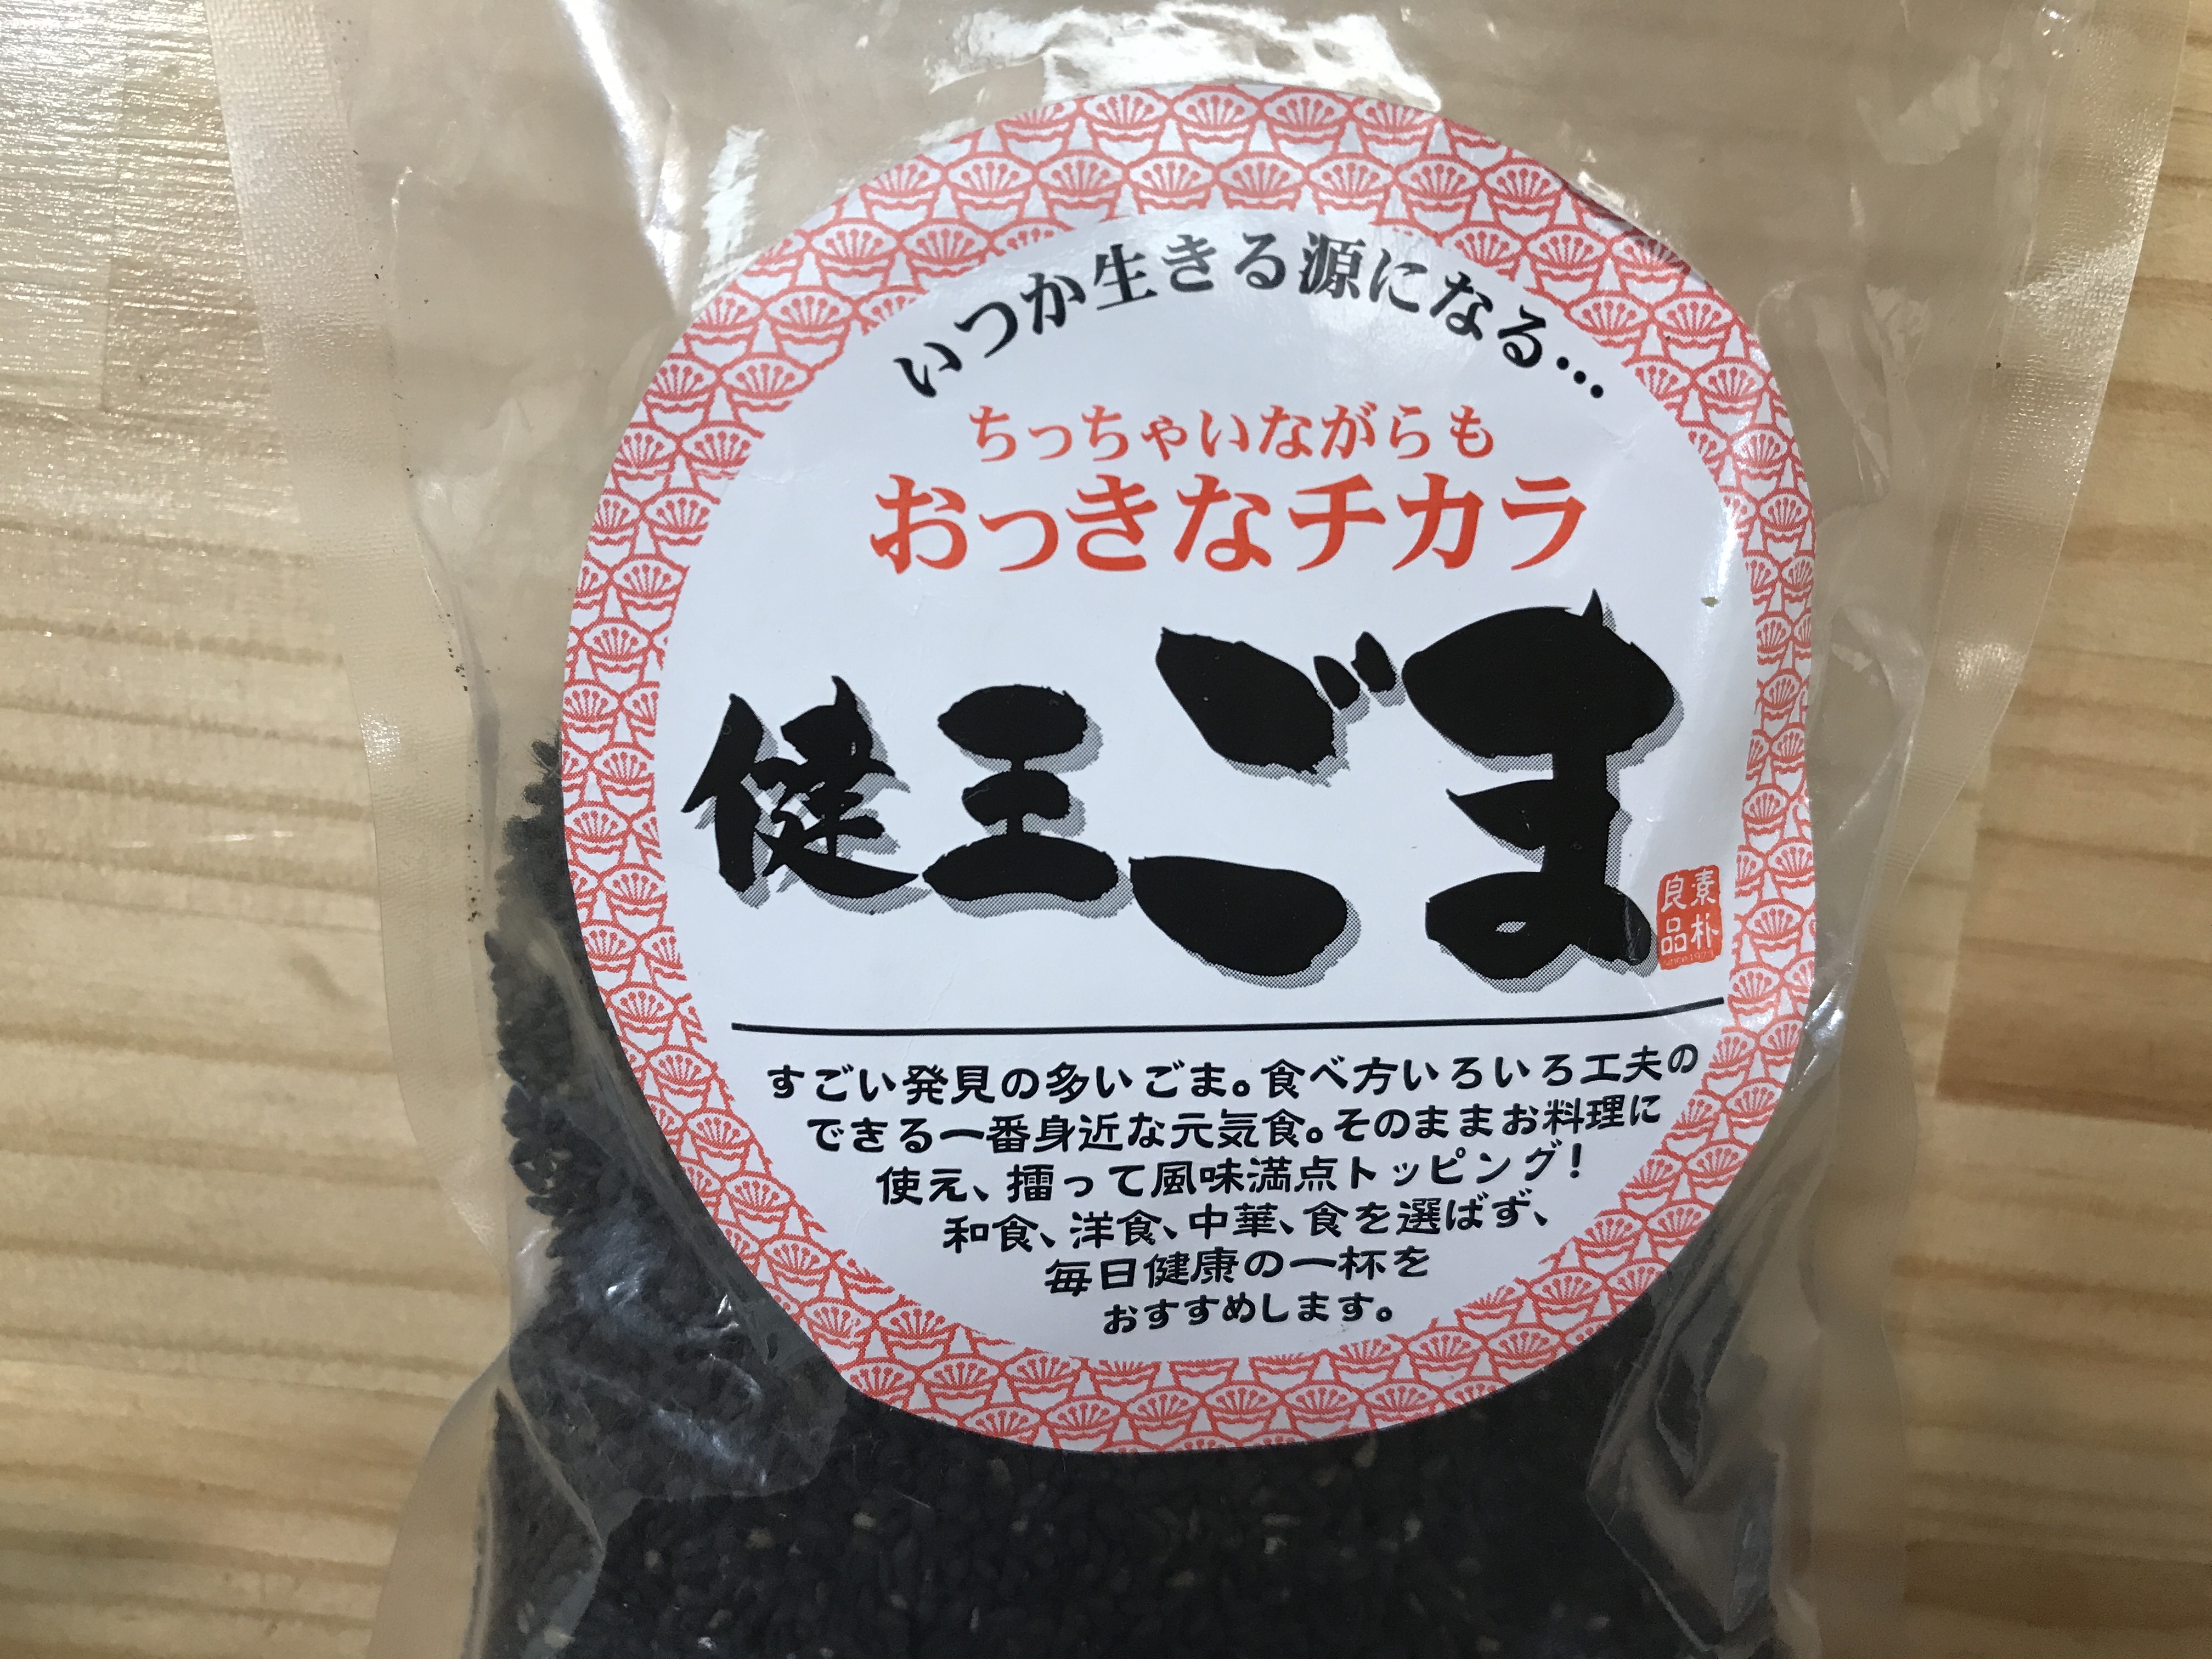 いつか生きる源になる…
ちっちゃいながらも
おっきなチカラ
健王ごま
素朴
良品
すごい発見の多いごま。食べ方いろいろ工夫の
できる一番身近な元気食。そのままお料理に
使え、擂って風味満点トッピング!
和食、洋食、中華、食を選ばず、
毎日健康の一杯を
おすすめします。